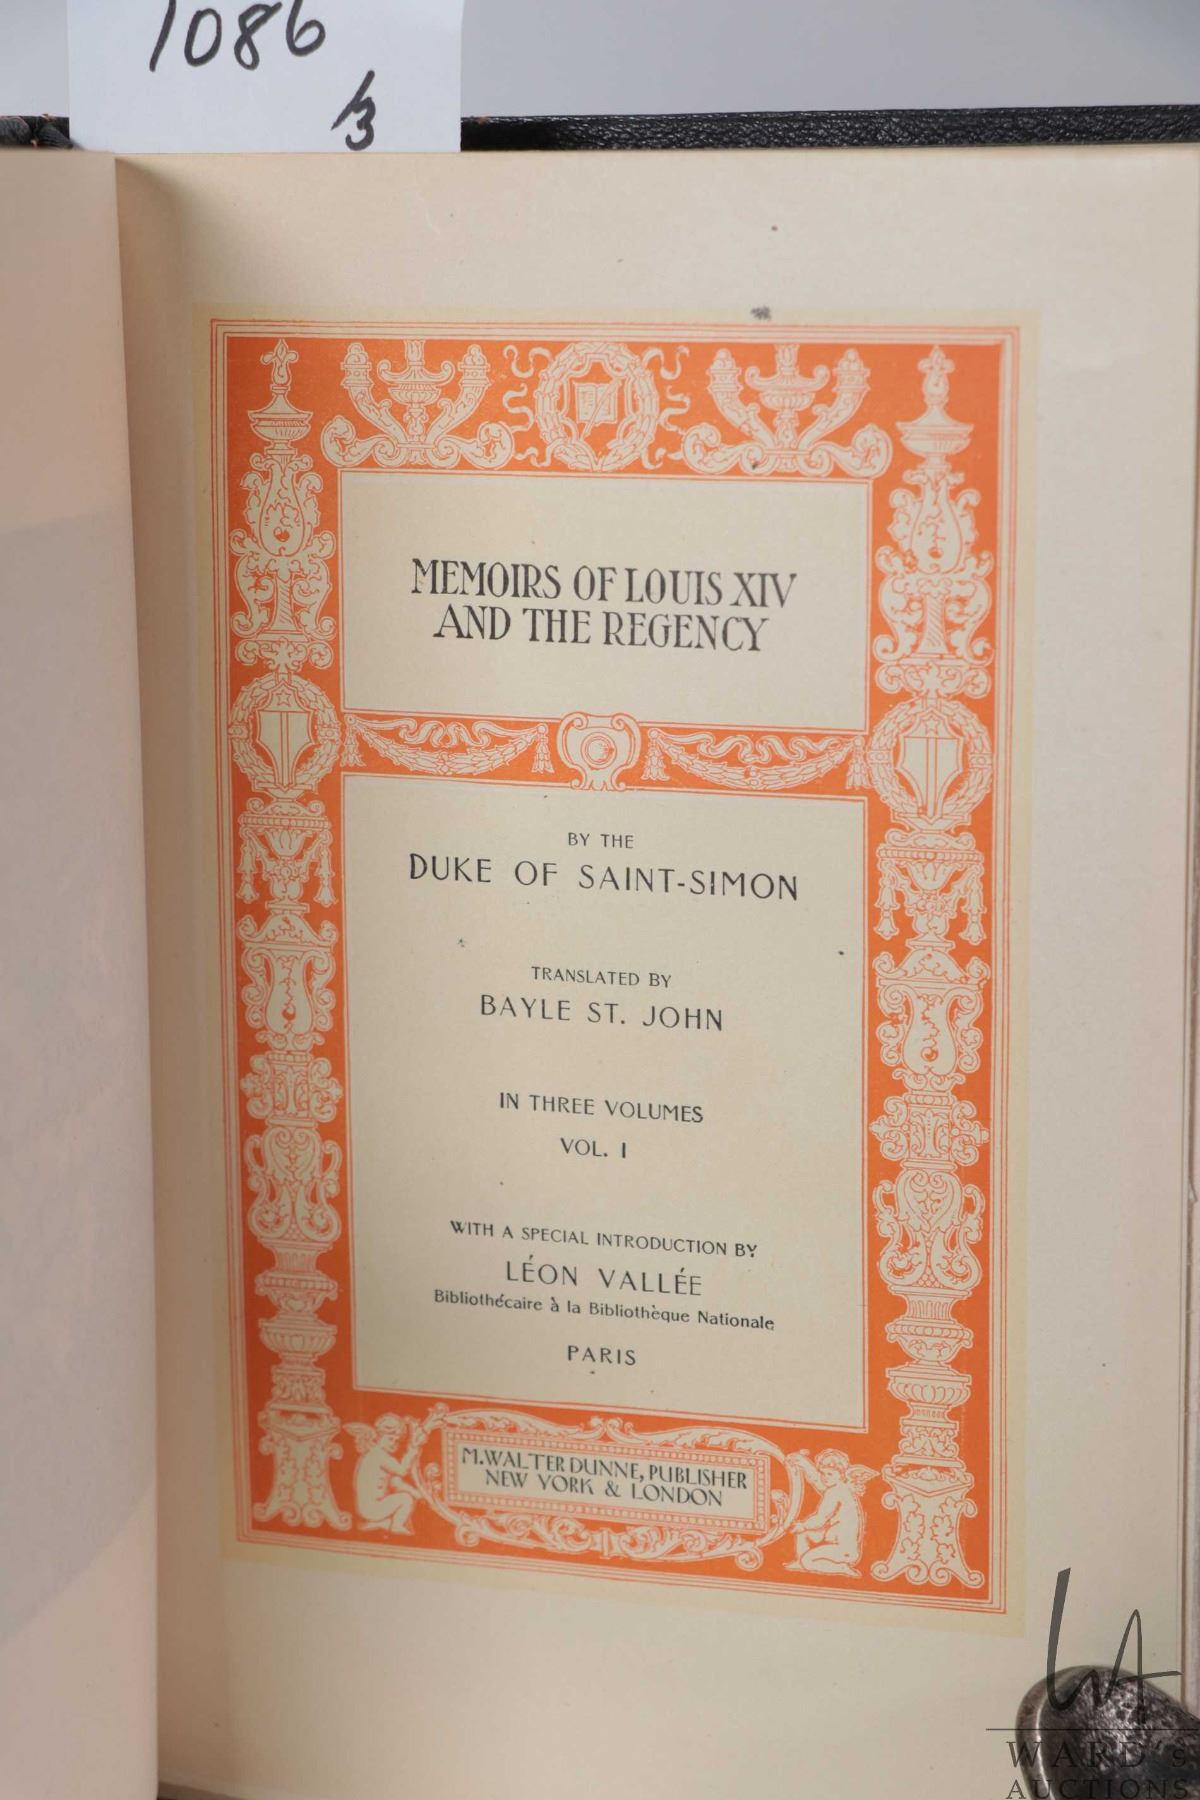 1086
/3
MEMOIRS OF LOUIS XIV
AND THE REGENCY
BY THE
DUKE OF SAINT-SIMON
TRANSLATED BY
BAYLE ST. JOHN
IN THREE VOLUMES
VOL. I
WITH A SPECIAL INTRODUCTION BY
LÉON VALLÉE
Bibliothécaire à la Bibliothèque Nationale
PARIS
M. WALTER DUNNE, PUBLISHER
NEW YORK & LONDON
WA
WARD's
AUCTIONS